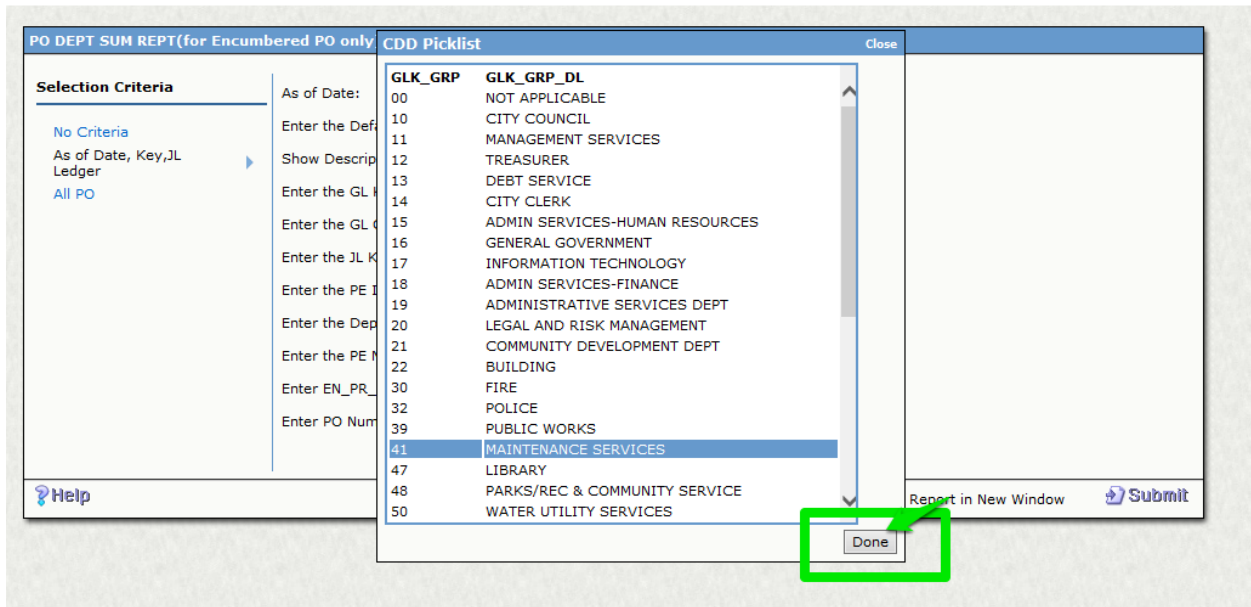 PO DEPT SUM REPT(for Encumbered PO only
CDD Picklist
Close
Selection Criteria
No Criteria
As of Date, Key,JL
Ledger
All PO
As of Date:
Enter the Defa
Show Descrip
Enter the GL K
Enter the GL
Enter the JL K
Enter the PE I
Enter the Dep
Enter the PE N
Enter EN_PR_
Enter PO Num
GLK_GRP GLK_GRP_DL
00 NOT APPLICABLE
10 CITY COUNCIL
11 MANAGEMENT SERVICES
12 TREASURER
13 DEBT SERVICE
14 CITY CLERK
15 ADMIN SERVICES-HUMAN RESOURCES
16 GENERAL GOVERNMENT
17 INFORMATION TECHNOLOGY
18 ADMIN SERVICES-FINANCE
19 ADMINISTRATIVE SERVICES DEPT
20 LEGAL AND RISK MANAGEMENT
21 COMMUNITY DEVELOPMENT DEPT
22 BUILDING
30 FIRE
32 POLICE
39 PUBLIC WORKS
41 MAINTENANCE SERVICES
47 LIBRARY
48 PARKS/REC & COMMUNITY SERVICE
50 WATER UTILITY SERVICES
Done
Help
Report in New Window
Submit